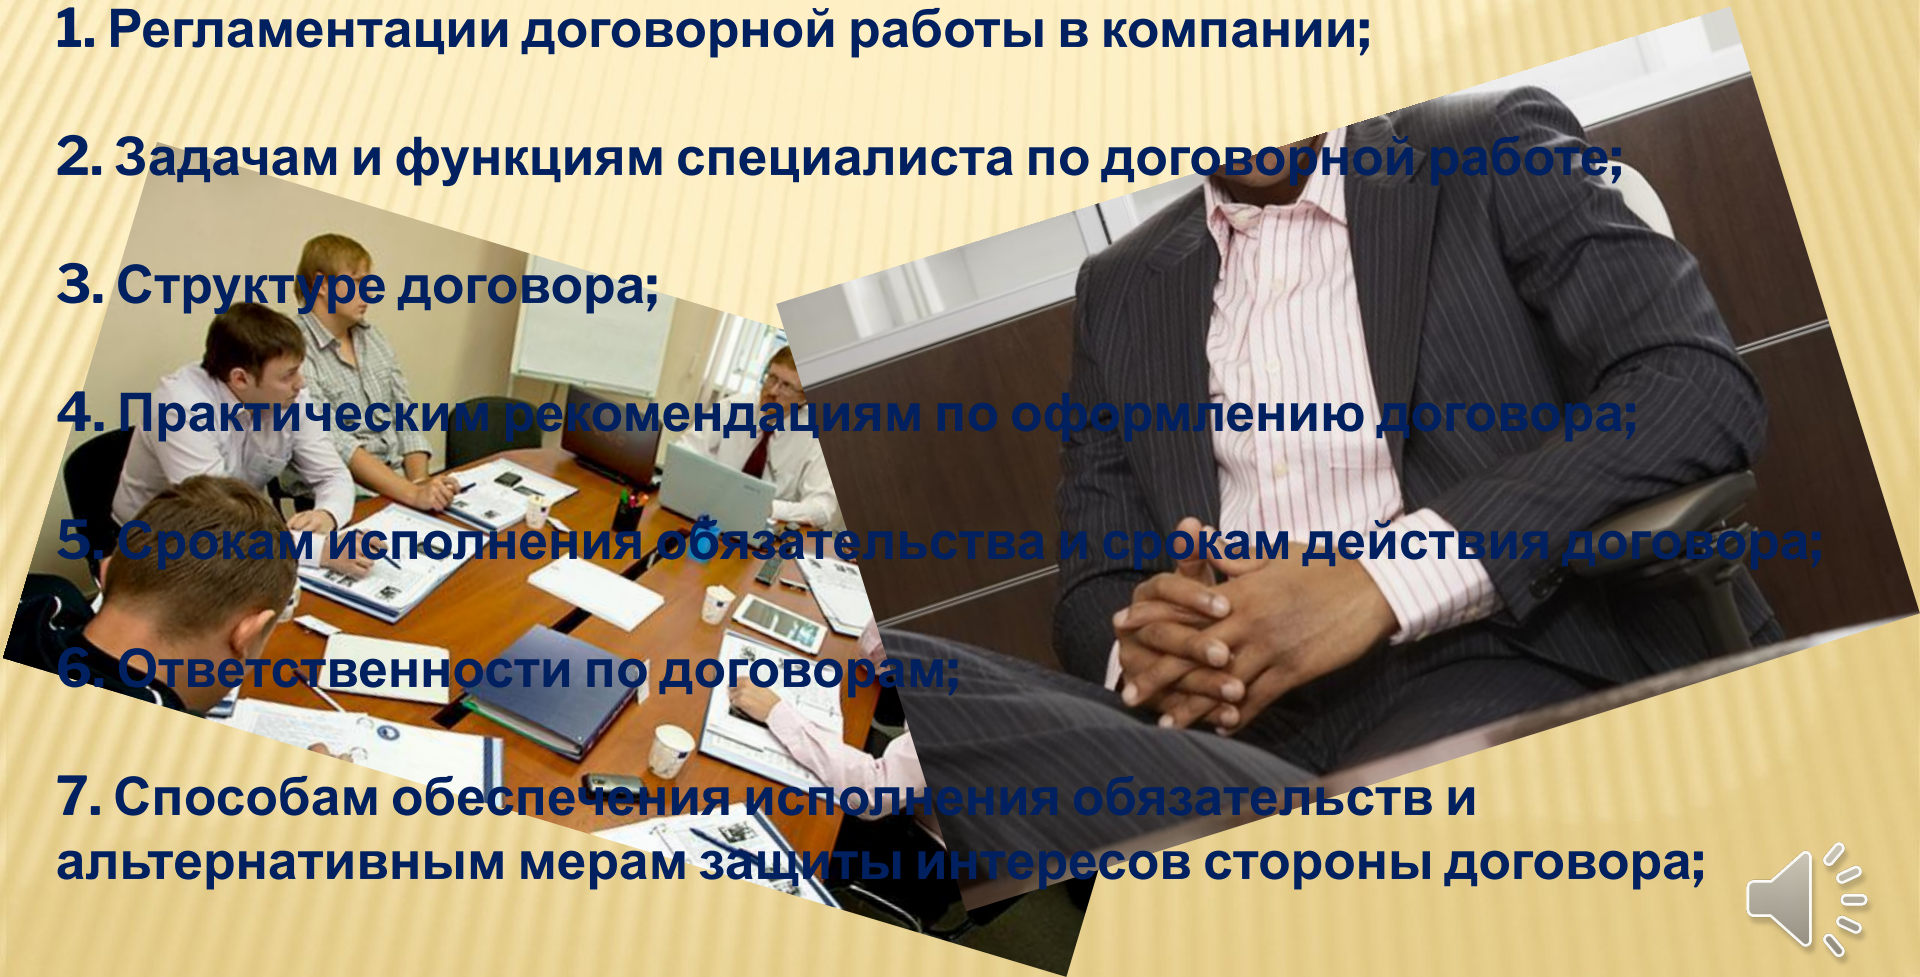 1. Регламентации договорной работы в компании;
2. Задачам и функциям специалиста по договорной работе;
3. Структуре договора;
4. Практическим рекомендациям по оформлению договора;
5. Срокам исполнения обязательства и срокам действия договора;
6. Ответственности по договорам;
7. Способам обеспечения исполнения обязательств и
альтернативным мерам защиты интересов стороны договора;